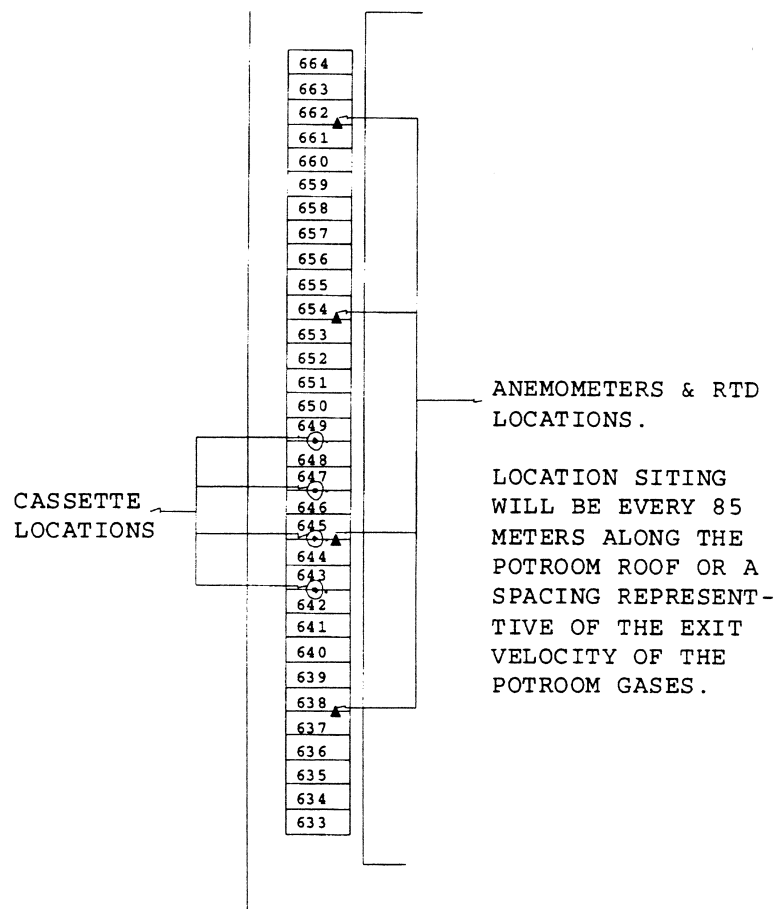 664
663
662
661
660
659
658
657
656
655
654
653
652
651
650
649
648
647
646
645
644
643
642
641
640
639
638
637
636
635
634
633
CASSETTE
LOCATIONS
ANEMOMETERS & RTD
LOCATIONS.
LOCATION SITING
WILL BE EVERY 85
METERS ALONG THE
POTROOM ROOF OR A
SPACING REPRESENT-
TIVE OF THE EXIT
VELOCITY OF THE
POTROOM GASES.